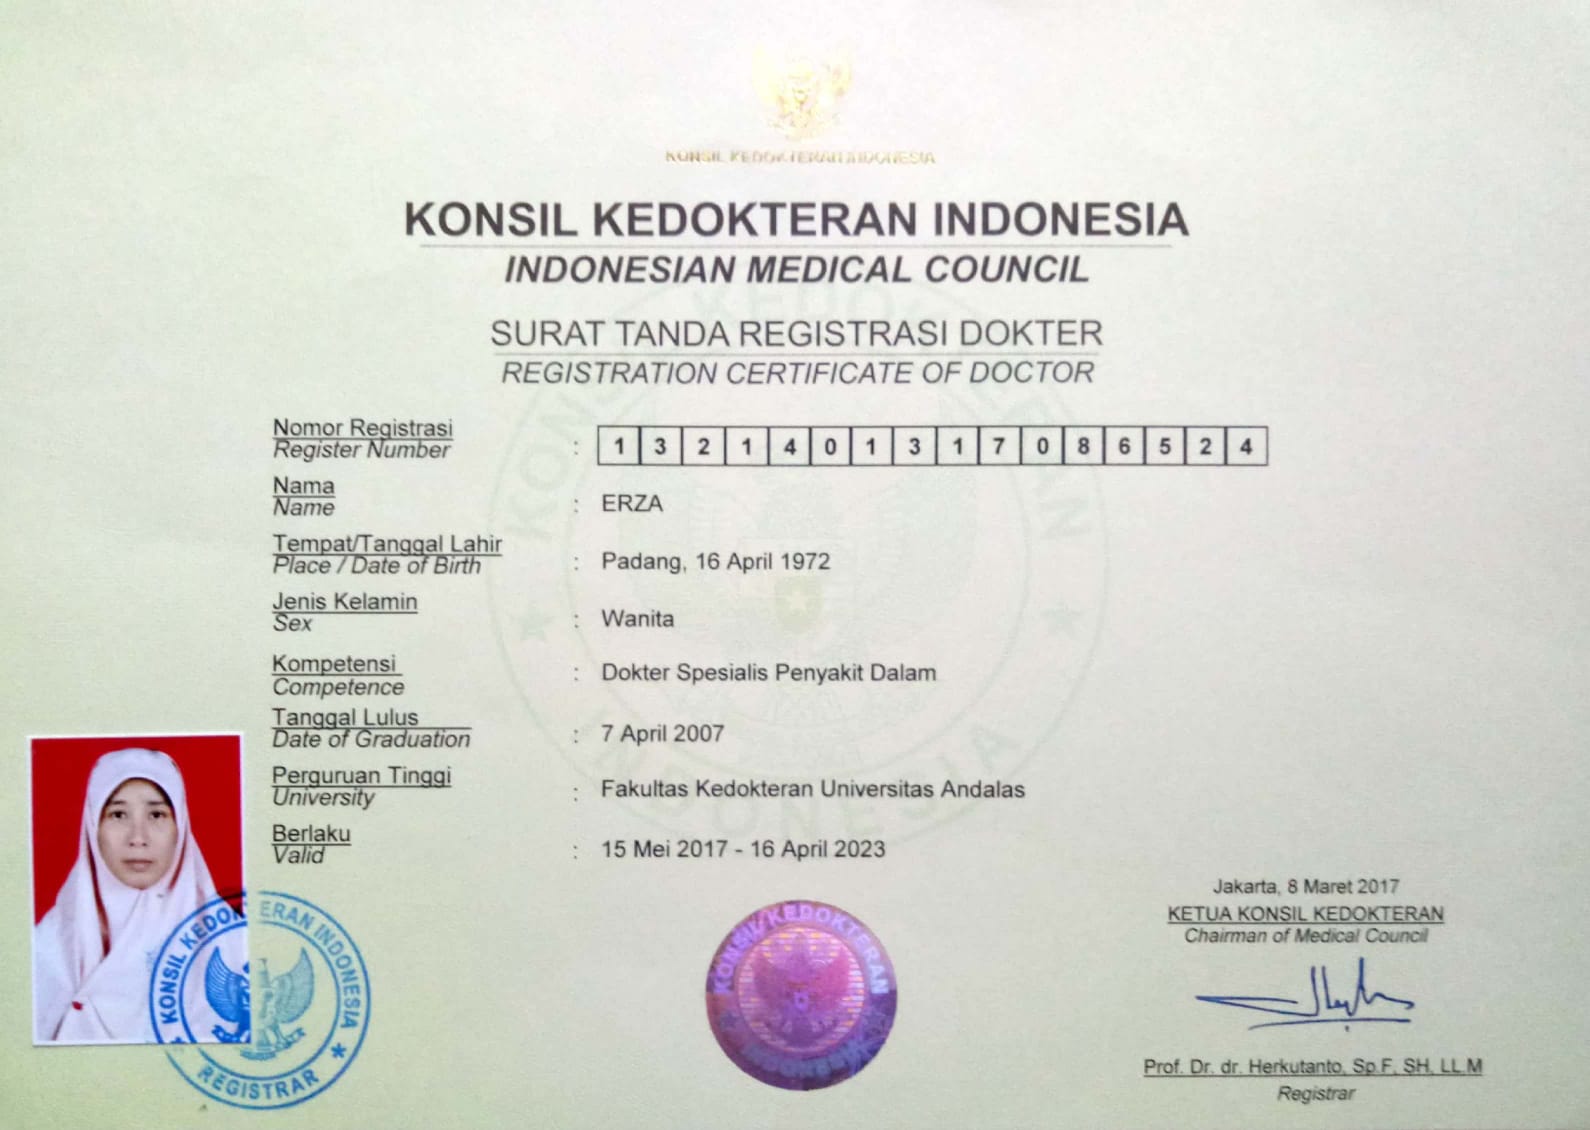 KONSIL KEDOKTERAN INDONESIA
KONSIL KEDOKTERAN INDONESIA
INDONESIAN MEDICAL COUNCIL
SURAT TANDA REGISTRASI DOKTER
REGISTRATION CERTIFICATE OF DOCTOR
Nomor Registrasi
Register Number : 1 3 2 1 4 0 1 3 1 7 0 8 6 5 2 4
Nama
Name : ERZA
Tempat/Tanggal Lahir
Place / Date of Birth : Padang, 16 April 1972
Jenis Kelamin
Sex : Wanita
Kompetensi : Dokter Spesialis Penyakit Dalam
Competence
Tanggal Lulus
Date of Graduation : 7 April 2007
Perguruan Tinggi
University : Fakultas Kedokteran Universitas Andalas
Berlaku
Valid : 15 Mei 2017 - 16 April 2023
Jakarta, 8 Maret 2017
KETUA KONSIL KEDOKTERAN
Chairman of Medical Council
Prof. Dr. dr. Herkutanto, Sp.F, SH, LL.M
Registrar
KONSIL KEDOKTERAN INDONESIA
REGISTRAR
KONSIL KEDOKTERAN
INDONESIA
KONSIL KEDOKTERAN
INDONESIA